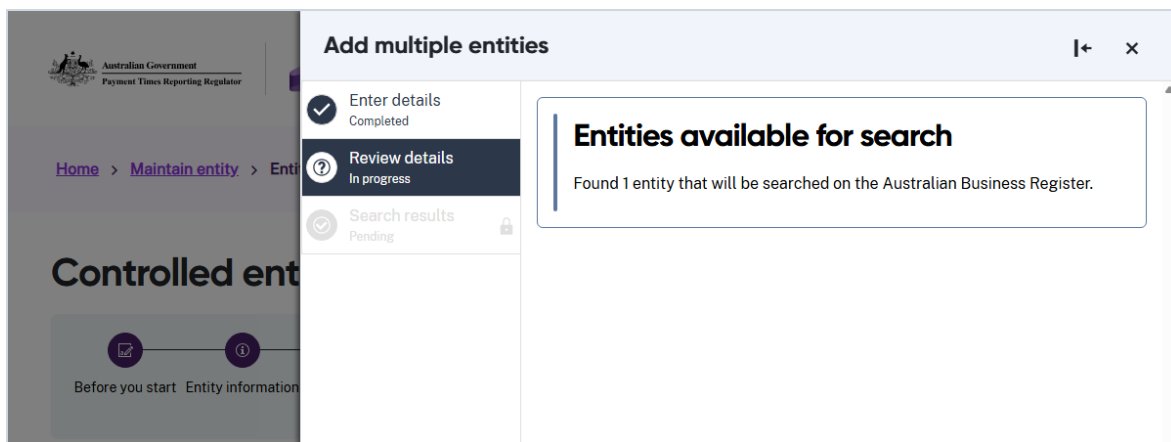 Add multiple entities
Australian Government
Payment Times Reporting Regulator
Enter details
Completed
Review details
In progress
Search results
Pending
Entities available for search
Found 1 entity that will be searched on the Australian Business Register.
Home > Maintain entity > Enti
Controlled ent
Before you start
Entity information